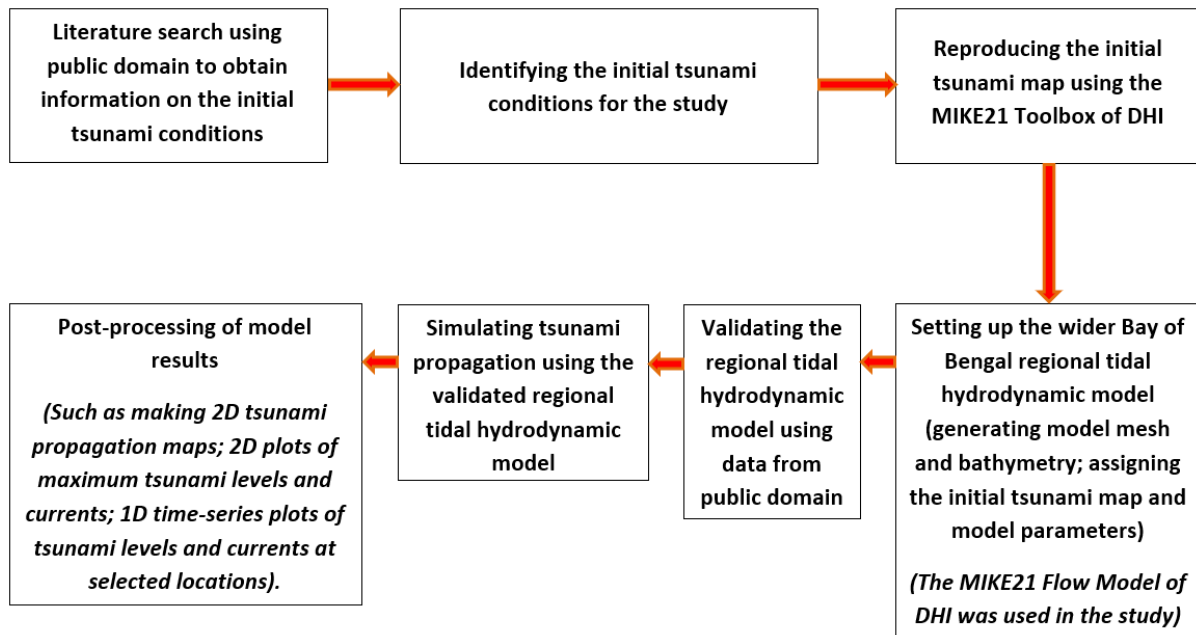 Literature search using
public domain to obtain
information on the initial
tsunami conditions
Identifying the initial tsunami
conditions for the study
Reproducing the initial
tsunami map using the
MIKE21 Toolbox of DHI
Setting up the wider Bay of
Bengal regional tidal
hydrodynamic model
(generating model mesh
and bathymetry; assigning
the initial tsunami map and
model parameters)
(The MIKE21 Flow Model of
DHI was used in the study)
Validating the
regional tidal
hydrodynamic
model using
data from
public domain
Simulating tsunami
propagation using the
validated regional
tidal hydrodynamic
model
Post-processing of model
results
(Such as making 2D tsunami
propagation maps; 2D plots of
maximum tsunami levels and
currents; 1D time-series plots of
tsunami levels and currents at
selected locations).